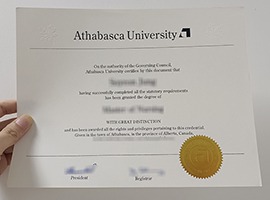 Athabasca University
On the authority of the Governing Council,
Athabasca University certifies by this document that
having successfully completed all the statutory requirements
has been granted the degree of
Master of Nursing
WITH GREAT DISTINCTION
and has been awarded all the rights and privileges pertaining to this credential.
Given in the town of Athabasca, in the province of Alberta, Canada,
President
Registrar